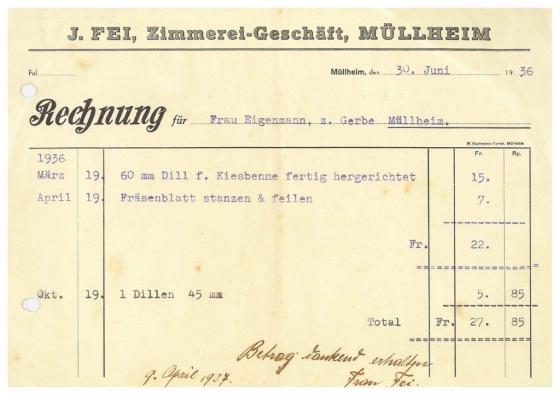 J. FEI, Zimmerei-Geschäft, MÜLLHEIM
Müllheim, den 30. Juni 1936
Rechnung für Frau Eigenmann, z. Gerbe Müllheim.
Fr. Rp.
1936
März 19. 60 mm Dill f. Kiesbenne fertig hergerichtet 15.
April 19. Fräsenblatt stanzen & feilen 7.
Fr. 22.
Okt. 19. 1 Dillen 45 mm 5. 85
Total Fr. 27. 85
Betrag dankend erhalten
9. April 1937. Frau Fei.